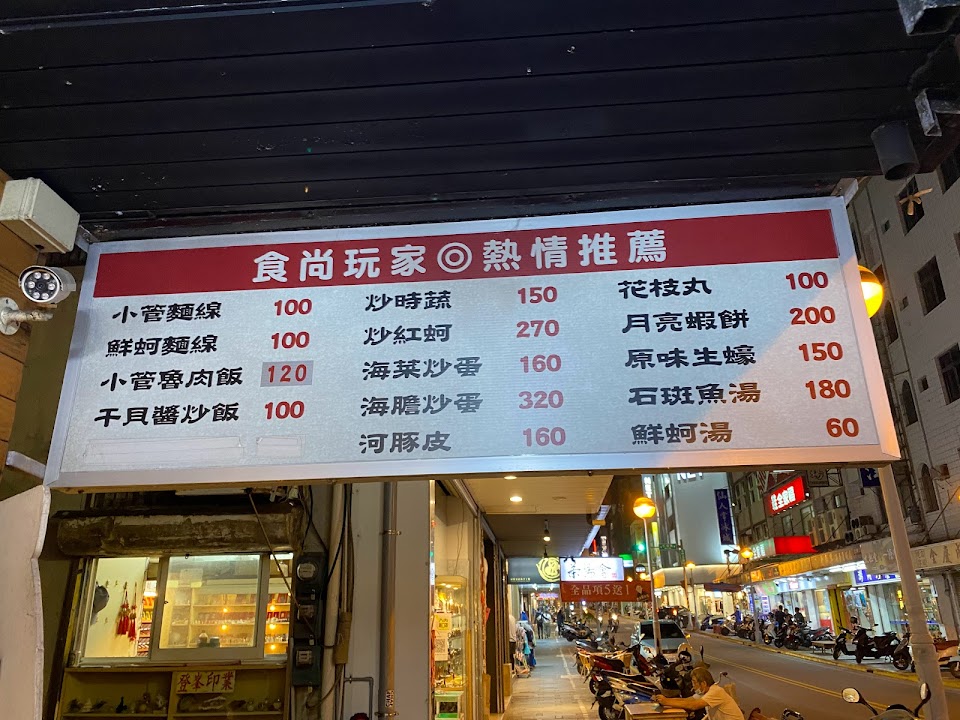 食尚玩家◎熱情推薦
小管麵線 100
鮮蚵麵線 100
小管魯肉飯 120
干貝醬炒飯 100
炒時蔬 150
炒紅蚵 270
海菜炒蛋 160
海膽炒蛋 320
河豚皮 160
花枝丸 100
月亮蝦餅 200
原味生蠔 150
石斑魚湯 180
鮮蚵湯 60
全品項5送1
發峯印業